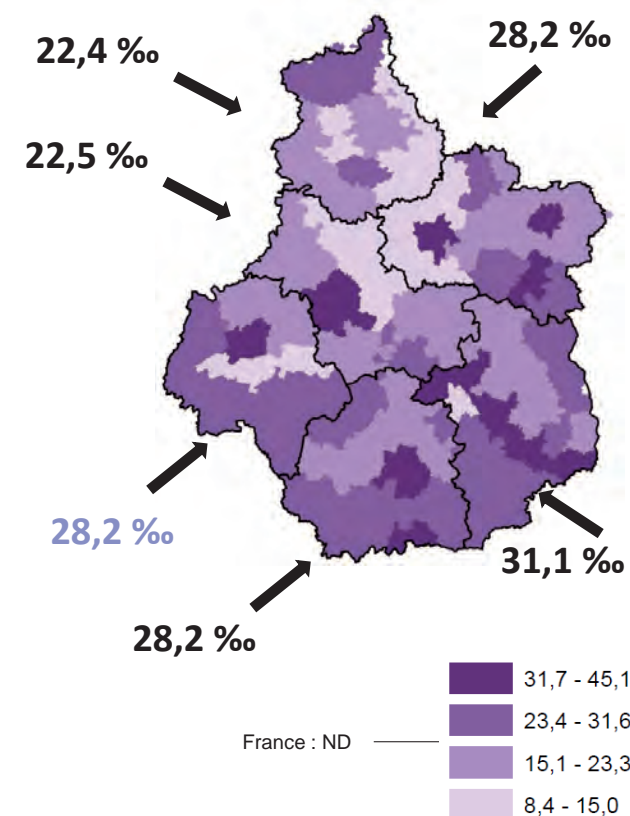 28,2 ‰
22,4 ‰
22,5 ‰
28,2 ‰
31,1 ‰
28,2 ‰
31,7 - 45,1
23,4 - 31,6
France : ND
15,1 - 23,3
8,4 - 15,0